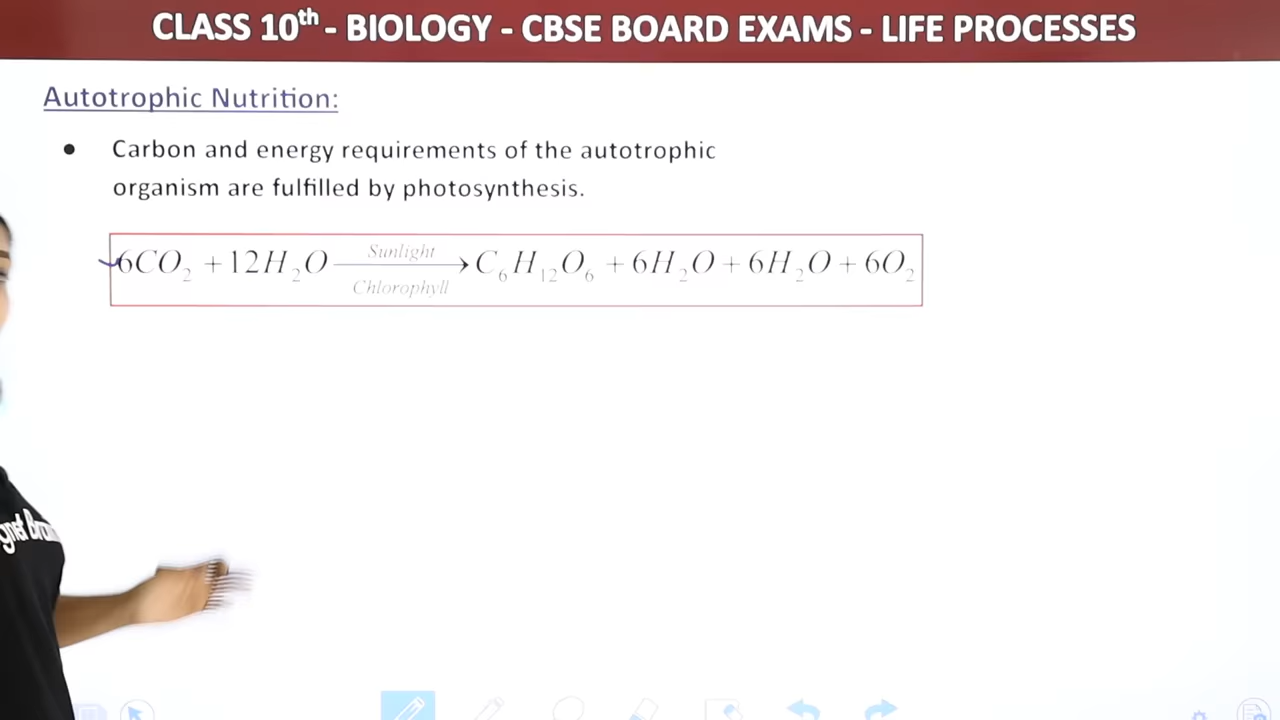 CLASS 10th - BIOLOGY - CBSE BOARD EXAMS - LIFE PROCESSES
Autotrophic Nutrition:
● Carbon and energy requirements of the autotrophic
organism are fulfilled by photosynthesis.
6CO₂ + 12H₂O —Sunlight/Chlorophyll→ C₆H₁₂O₆ + 6H₂O + 6H₂O + 6O₂